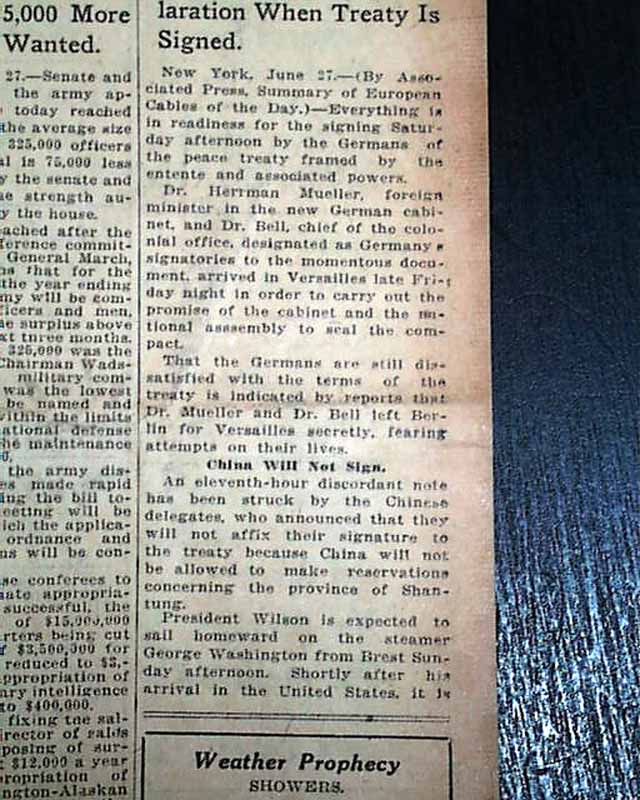 5,000 More
Wanted.
27.—Senate and
the army ap-
today reached
the average size
325,000 officers
al is 75,000 less
y the senate and
he strength au-
y the house.
ached after the
ference commit-
General March,
ns that for the
the year ending
my will be com-
ficers and men,
he surplus above
xt three months.
325,000 was the
Chairman Wads-
military com-
was the lowest
be named and
within the limits
ational defense
the maintenance
the army dis-
es made rapid
ing the bill to-
eeting will be
ich the applica-
ordnance and
ns will be con-
se conferees to
nate appropria-
successful, the
of $15,000,000
rters being cut
f $3,500,000 for
reduced to $3,-
appropriation of
ary intelligence
to $400,000.
fixing tne sal-
irector of salds
posing of sur-
$12,000 a year
ropriation of
ngton-Alaskan
laration When Treaty Is
Signed.
New York, June 27.—(By Asso-
ciated Press, Summary of European
Cables of the Day.)—Everything is
in readiness for the signing Satur-
day afternoon by the Germans of
the peace treaty framed by the
entente and associated powers.
Dr. Herrman Mueller, foreign
minister in the new German cabi-
net, and Dr. Bell, chief of the colo-
nial office, designated as Germany's
signatories to the momentous docu-
ment, arrived in Versailles late Fri-
day night in order to carry out the
promise of the cabinet and the na-
tional asssembly to seal the com-
pact.
That the Germans are still dis-
satisfied with the terms of the
treaty is indicated by reports that
Dr. Mueller and Dr. Bell left Ber-
lin for Versailles secretly, fearing
attempts on their lives.
China Will Not Sign.
An eleventh-hour discordant note
has been struck by the Chinese
delegates, who announced that they
will not affix their signature to
the treaty because China will not
be allowed to make reservations
concerning the province of Shan-
tung.
President Wilson is expected to
sail homeward on the steamer
George Washington from Brest Sun-
day afternoon. Shortly after his
arrival in the United States, it is
Weather Prophecy
SHOWERS.